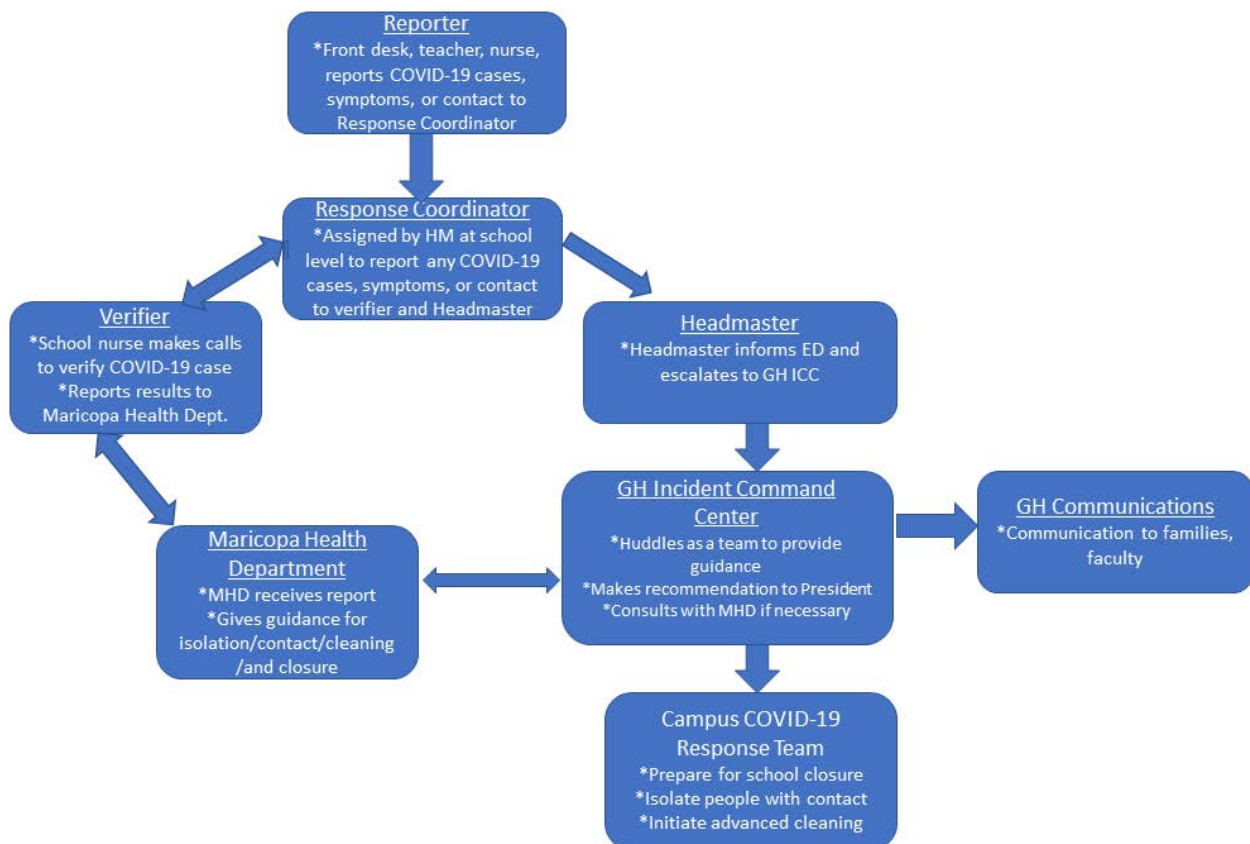 Reporter
*Front desk, teacher, nurse,
reports COVID-19 cases,
symptoms, or contact to
Response Coordinator
Response Coordinator
*Assigned by HM at school
level to report any COVID-19
cases, symptoms, or contact
to verifier and Headmaster
Verifier
*School nurse makes calls
to verify COVID-19 case
*Reports results to
Maricopa Health Dept.
Headmaster
*Headmaster informs ED and
escalates to GH ICC
Maricopa Health
Department
*MHD receives report
*Gives guidance for
isolation/contact/cleaning
/and closure
GH Incident Command
Center
*Huddles as a team to provide
guidance
*Makes recommendation to President
*Consults with MHD if necessary
GH Communications
*Communication to families,
faculty
Campus COVID-19
Response Team
*Prepare for school closure
*Isolate people with contact
*Initiate advanced cleaning